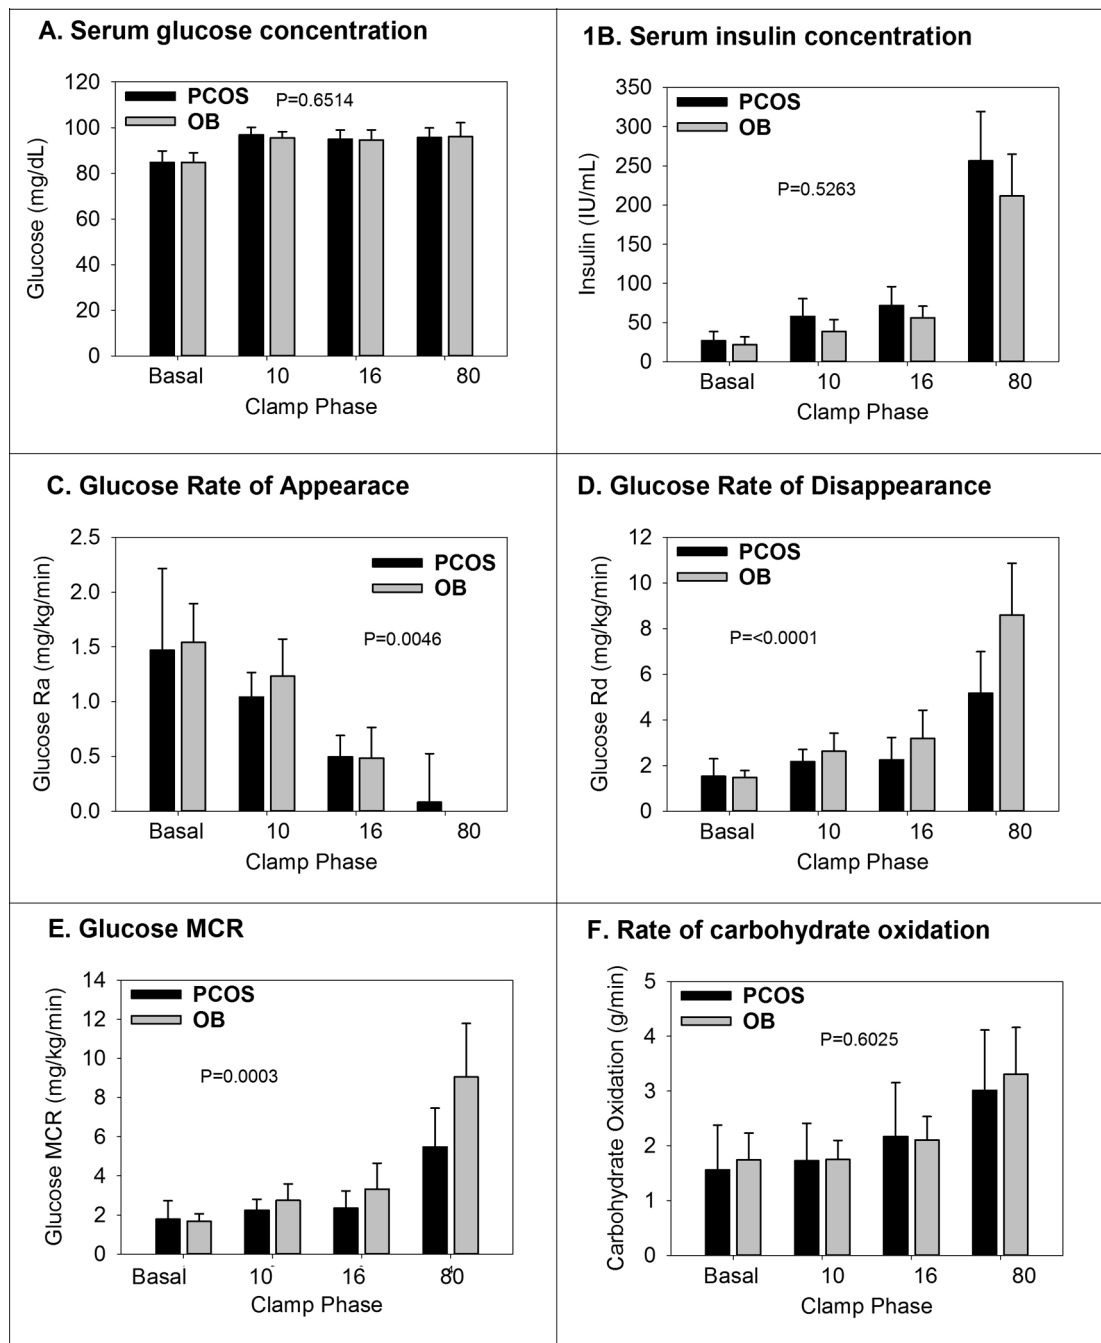 A. Serum glucose concentration
PCOS
OB
P=0.6514
Glucose (mg/dL)
120
100
80
60
40
20
0
Basal 10 16 80
Clamp Phase
1B. Serum insulin concentration
PCOS
OB
P=0.5263
Insulin (IU/mL)
350
300
250
200
150
100
50
0
Basal 10 16 80
Clamp Phase
C. Glucose Rate of Appearace
PCOS
OB
P=0.0046
Glucose Ra (mg/kg/min)
2.5
2.0
1.5
1.0
0.5
0.0
Basal 10 16 80
Clamp Phase
D. Glucose Rate of Disappearance
PCOS
OB
P=<0.0001
Glucose Rd (mg/kg/min)
12
10
8
6
4
2
0
Basal 10 16 80
Clamp Phase
E. Glucose MCR
PCOS
OB
P=0.0003
Glucose MCR (mg/kg/min)
14
12
10
8
6
4
2
0
Basal 10 16 80
Clamp Phase
F. Rate of carbohydrate oxidation
PCOS
OB
P=0.6025
Carbohydrate Oxidation (g/min)
5
4
3
2
1
0
Basal 10 16 80
Clamp Phase